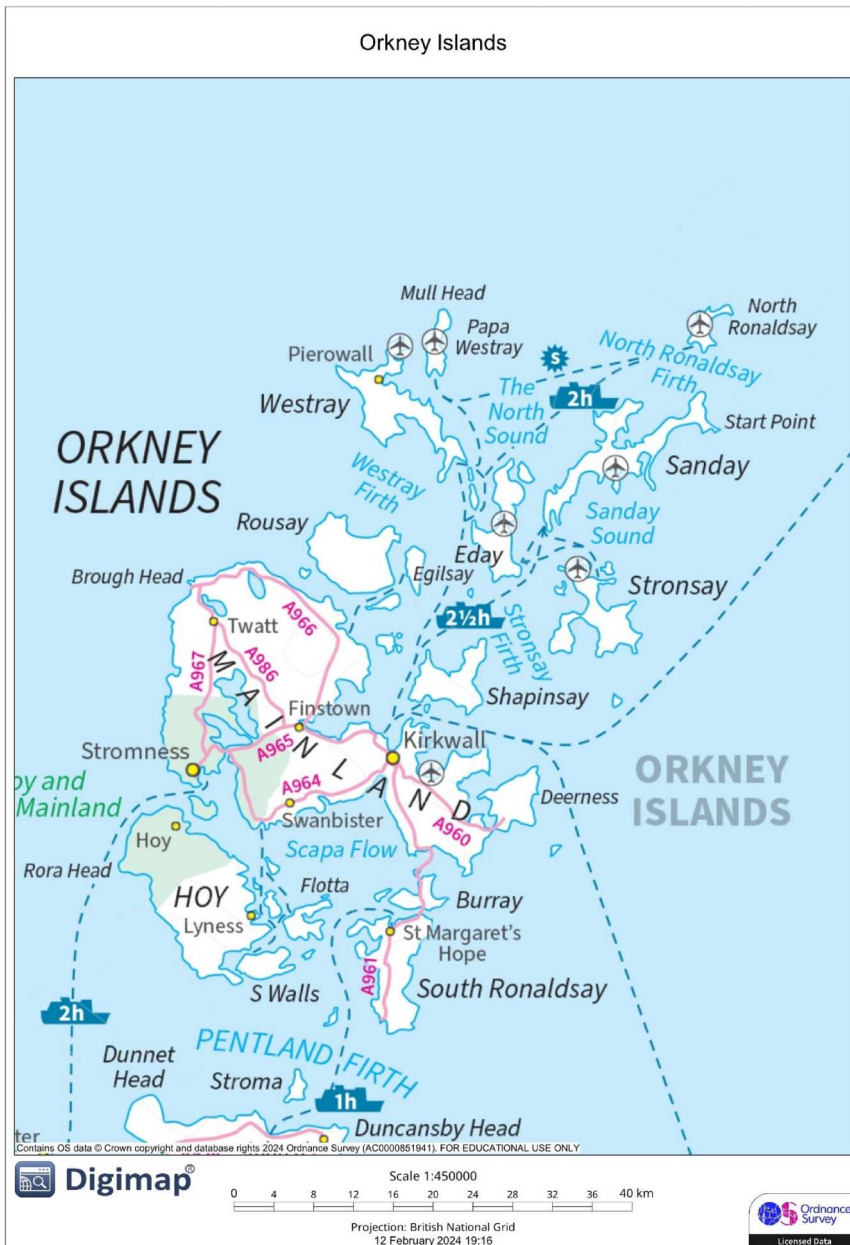 Orkney Islands
Mull Head
North
Ronaldsay
Papa
Westray
Pierowall
S
North Ronaldsay
Firth
The
North
Sound
2h
Westray
Start Point
ORKNEY
ISLANDS
Westray
Firth
Sanday
Sanday
Sound
Rousay
Eday
Egilsay
Stronsay
Brough Head
A966
2½h
Stronsay
Firth
Twatt
A986
A967
MAINLAND
Shapinsay
Finstown
Kirkwall
A965
Stromness
ORKNEY
ISLANDS
oy and
Mainland
A964
Deerness
Swanbister
A960
Hoy
Scapa Flow
Rora Head
HOY
Flotta
Burray
Lyness
St Margaret's
Hope
A961
S Walls
South Ronaldsay
2h
PENTLAND FIRTH
Dunnet
Head
Stroma
1h
Duncansby Head
ter
Contains OS data © Crown copyright and database rights 2024 Ordnance Survey (AC0000851941). FOR EDUCATIONAL USE ONLY
Digimap®
Scale 1:450000
0 4 8 12 16 20 24 28 32 36 40 km
Projection: British National Grid
12 February 2024 19:16
Ordnance
Survey
Licensed Data